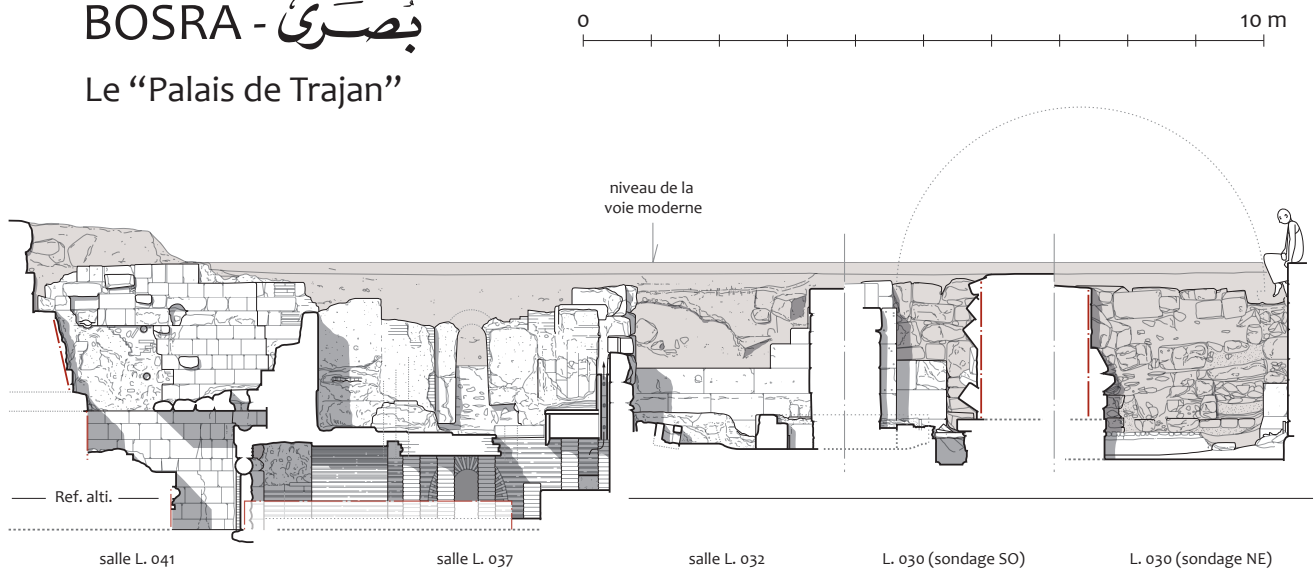 BOSRA - بُصرَى
Le “Palais de Trajan”
0
10 m
niveau de la
voie moderne
Ref. alti.
salle L. 041
salle L. 037
salle L. 032
L. 030 (sondage SO)
L. 030 (sondage NE)